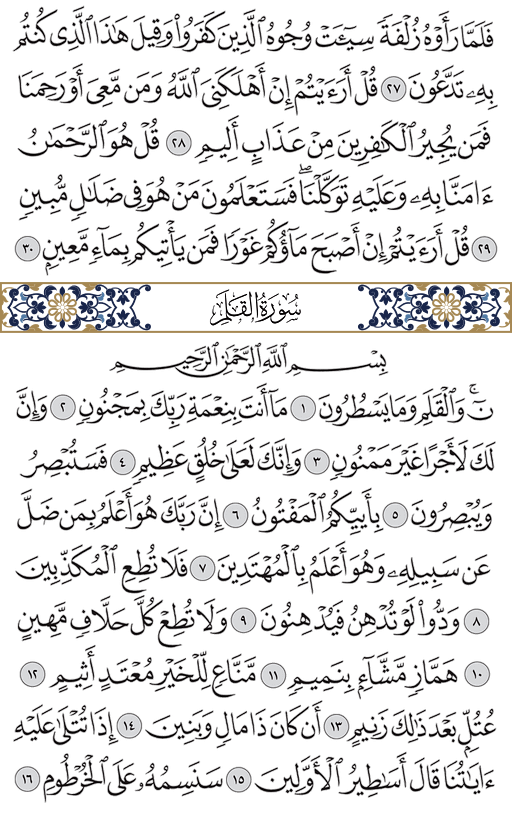 فَلَمَّا رَأَوۡهُ زُلۡفَةٗ سِيٓـَٔتۡ وُجُوهُ ٱلَّذِينَ كَفَرُواْ وَقِيلَ هَٰذَا ٱلَّذِي كُنتُم
بِهِۦ تَدَّعُونَ ٢٧ قُلۡ أَرَءَيۡتُمۡ إِنۡ أَهۡلَكَنِيَ ٱللَّهُ وَمَن مَّعِيَ أَوۡ رَحِمَنَا
فَمَن يُجِيرُ ٱلۡكَٰفِرِينَ مِنۡ عَذَابٍ أَلِيمٖ ٢٨ قُلۡ هُوَ ٱلرَّحۡمَٰنُ
ءَامَنَّا بِهِۦ وَعَلَيۡهِ تَوَكَّلۡنَاۖ فَسَتَعۡلَمُونَ مَنۡ هُوَ فِي ضَلَٰلٖ مُّبِينٖ
٢٩ قُلۡ أَرَءَيۡتُمۡ إِنۡ أَصۡبَحَ مَآؤُكُمۡ غَوۡرٗا فَمَن يَأۡتِيكُم بِمَآءٖ مَّعِينِۭ ٣٠
سُورَةُ القَلَمِ
بِسۡمِ ٱللَّهِ ٱلرَّحۡمَٰنِ ٱلرَّحِيمِ
نٓۚ وَٱلۡقَلَمِ وَمَا يَسۡطُرُونَ ١ مَآ أَنتَ بِنِعۡمَةِ رَبِّكَ بِمَجۡنُونٖ ٢ وَإِنَّ
لَكَ لَأَجۡرًا غَيۡرَ مَمۡنُونٖ ٣ وَإِنَّكَ لَعَلَىٰ خُلُقٍ عَظِيمٖ ٤ فَسَتُبۡصِرُ
وَيُبۡصِرُونَ ٥ بِأَييِّكُمُ ٱلۡمَفۡتُونُ ٦ إِنَّ رَبَّكَ هُوَ أَعۡلَمُ بِمَن ضَلَّ
عَن سَبِيلِهِۦ وَهُوَ أَعۡلَمُ بِٱلۡمُهۡتَدِينَ ٧ فَلَا تُطِعِ ٱلۡمُكَذِّبِينَ
٨ وَدُّواْ لَوۡ تُدۡهِنُ فَيُدۡهِنُونَ ٩ وَلَا تُطِعۡ كُلَّ حَلَّافٖ مَّهِينٍ
١٠ هَمَّازٖ مَّشَّآءِۭ بِنَمِيمٖ ١١ مَّنَّاعٖ لِّلۡخَيۡرِ مُعۡتَدٍ أَثِيمٍ ١٢
عُتُلِّۭ بَعۡدَ ذَٰلِكَ زَنِيمٍ ١٣ أَن كَانَ ذَا مَالٖ وَبَنِينَ ١٤ إِذَا تُتۡلَىٰ عَلَيۡهِ
ءَايَٰتُنَا قَالَ أَسَٰطِيرُ ٱلۡأَوَّلِينَ ١٥ سَنَسِمُهُۥ عَلَى ٱلۡخُرۡطُومِ ١٦